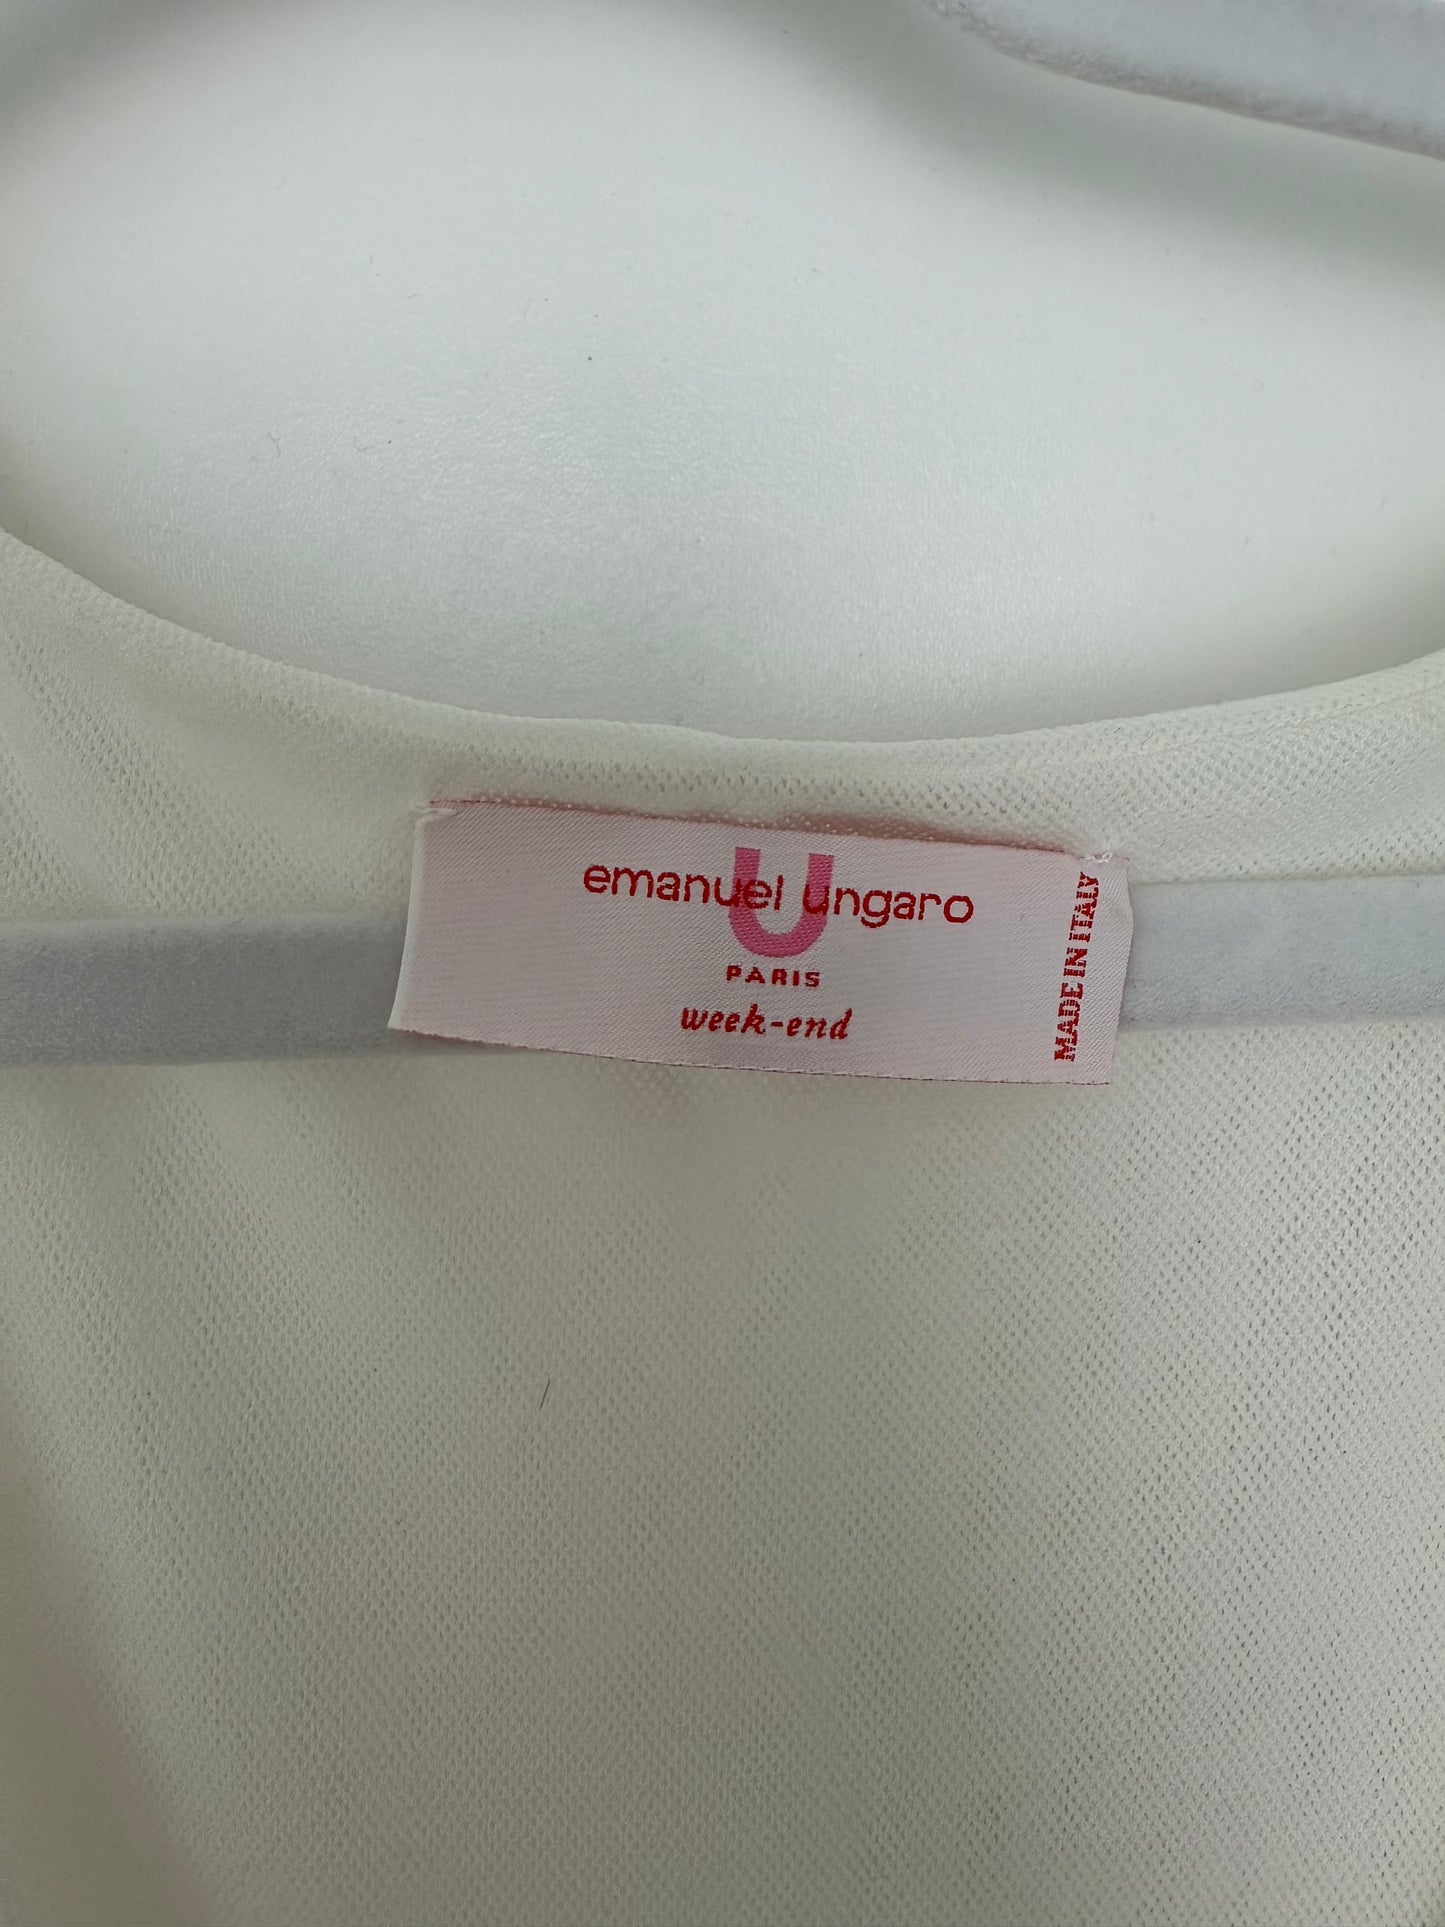 U
emanuel ungaro
PARIS
week-end
MADE IN ITALY